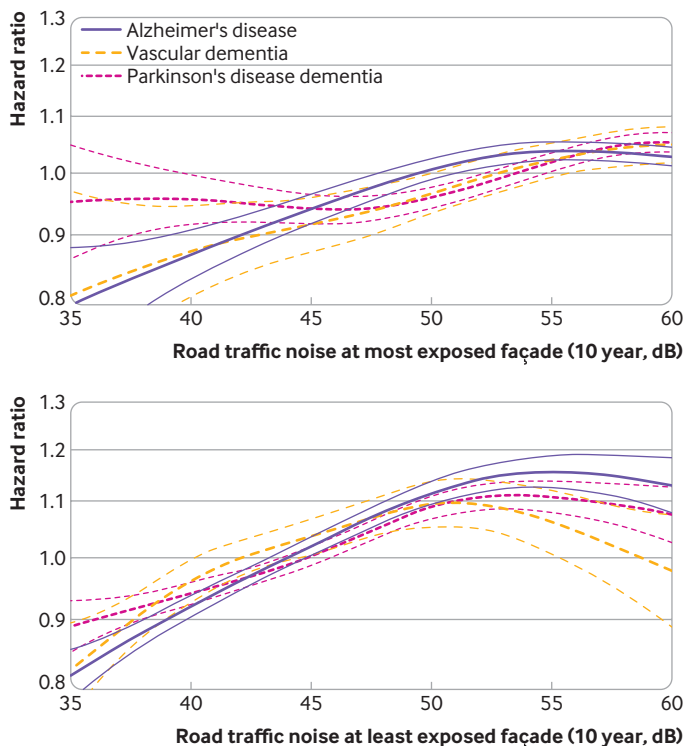 Hazard ratio
1.3
1.2
1.1
1.0
0.9
0.8
Alzheimer's disease
Vascular dementia
Parkinson's disease dementia
35 40 45 50 55 60
Road traffic noise at most exposed façade (10 year, dB)
Hazard ratio
1.3
1.2
1.1
1.0
0.9
0.8
35 40 45 50 55 60
Road traffic noise at least exposed façade (10 year, dB)